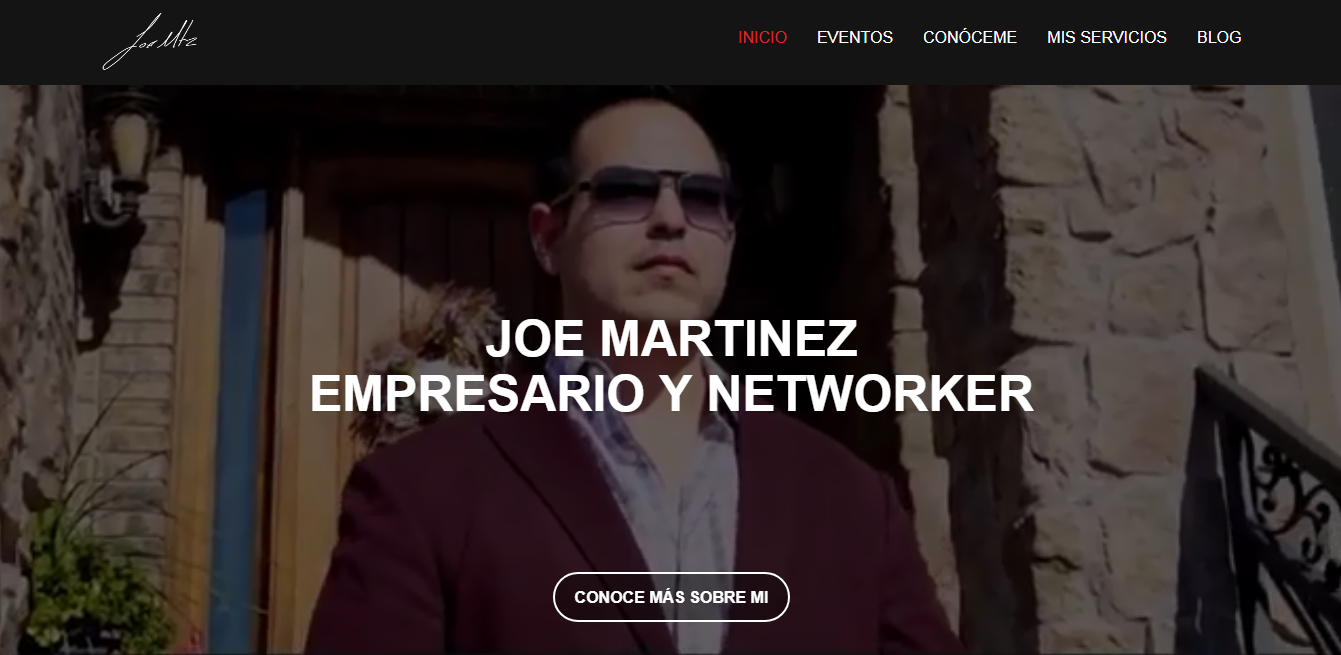 Joe Mtz
INICIO EVENTOS CONÓCEME MIS SERVICIOS BLOG
JOE MARTINEZ
EMPRESARIO Y NETWORKER
CONOCE MÁS SOBRE MI